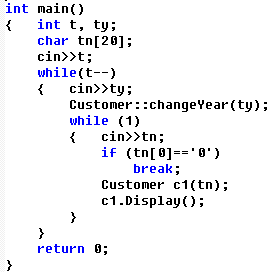 int main()
{   int t, ty;
    char tn[20];
    cin>>t;
    while(t--)
    {   cin>>ty;
        Customer::changeYear(ty);
        while (1)
        {   cin>>tn;
            if (tn[0]=='0')
                break;
            Customer c1(tn);
            c1.Display();
        }
    }
    return 0;
}